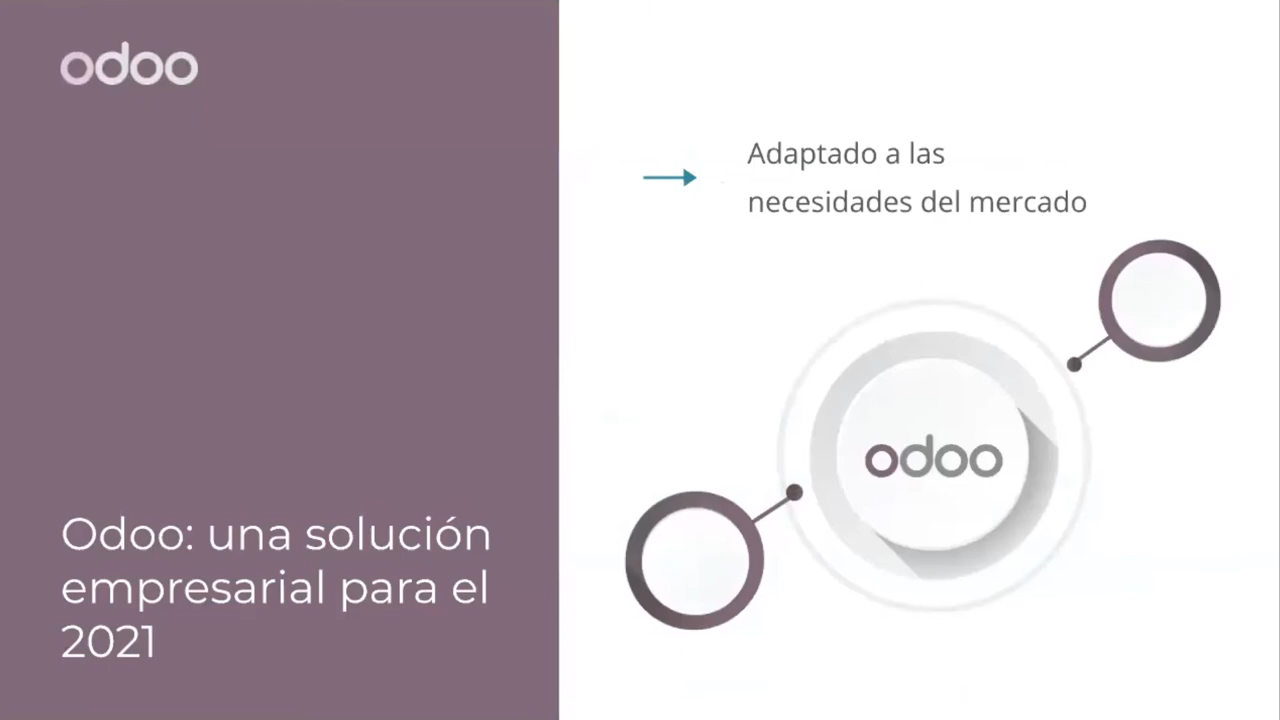 odoo
Odoo: una solución
empresarial para el
2021
Adaptado a las
necesidades del mercado
odoo